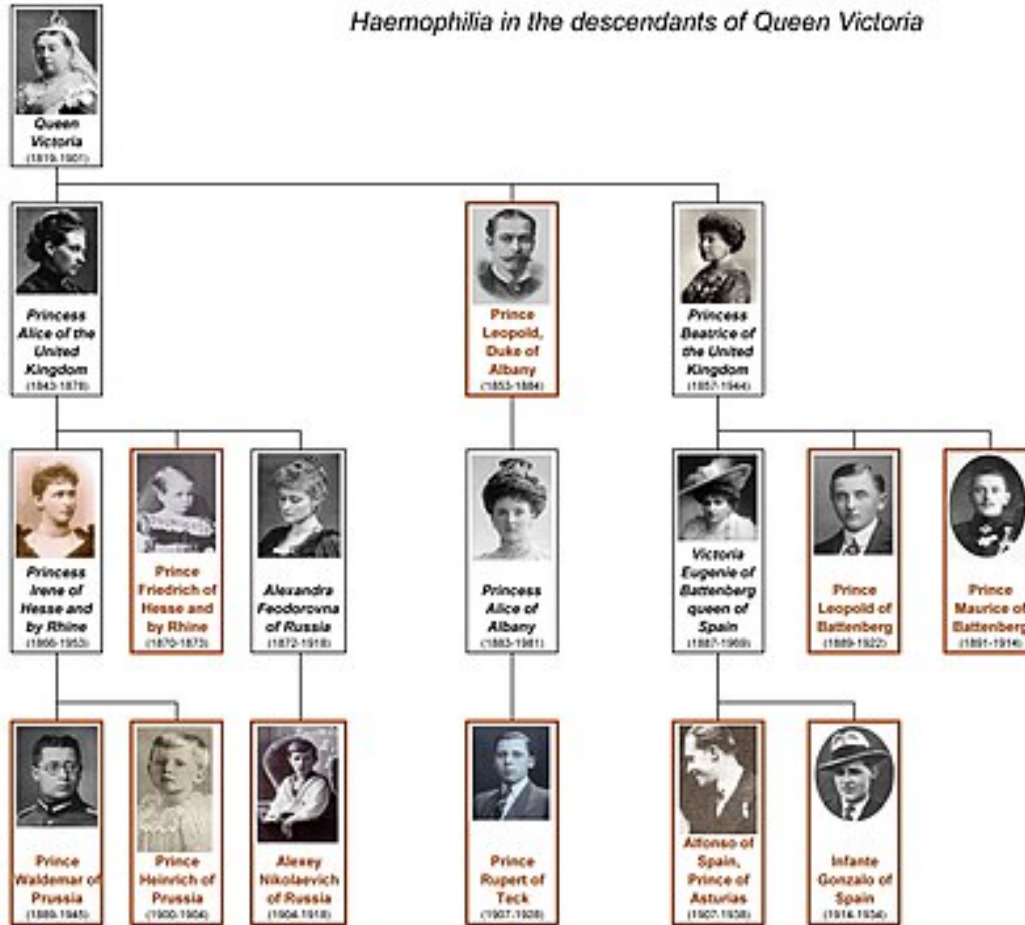 Haemophilia in the descendants of Queen Victoria
Queen
Victoria
(1819-1901)
Princess
Alice of the
United
Kingdom
(1843-1878)
Prince
Leopold,
Duke of
Albany
(1853-1884)
Princess
Beatrice of
the United
Kingdom
(1857-1944)
Princess
Irene of
Hesse and
by Rhine
(1866-1953)
Prince
Friedrich of
Hesse and
by Rhine
(1870-1873)
Alexandra
Feodorovna
of Russia
(1872-1918)
Princess
Alice of
Albany
(1883-1981)
Victoria
Eugenie of
Battenberg
queen of
Spain
(1887-1969)
Prince
Leopold of
Battenberg
(1889-1922)
Prince
Maurice of
Battenberg
(1891-1914)
Prince
Waldemar of
Prussia
(1889-1945)
Prince
Heinrich of
Prussia
(1900-1904)
Alexey
Nikolaevich
of Russia
(1904-1918)
Prince
Rupert of
Teck
(1907-1928)
Alfonso of
Spain,
Prince of
Asturias
(1907-1938)
Infante
Gonzalo of
Spain
(1914-1934)